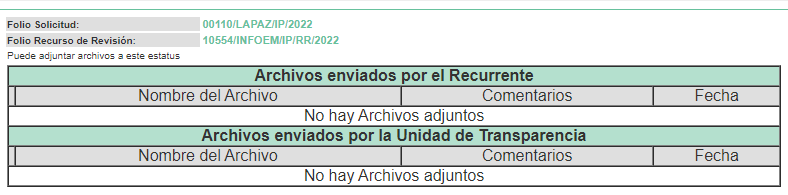 Folio Solicitud: 00110/LAPAZ/IP/2022
Folio Recurso de Revisión: 10554/INFOEM/IP/RR/2022
Puede adjuntar archivos a este estatus
Archivos enviados por el Recurrente
Nombre del Archivo Comentarios Fecha
No hay Archivos adjuntos
Archivos enviados por la Unidad de Transparencia
Nombre del Archivo Comentarios Fecha
No hay Archivos adjuntos